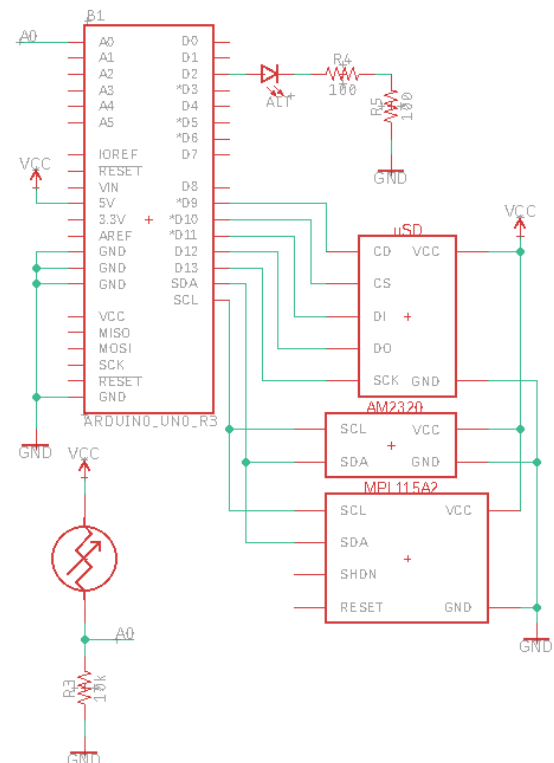 B1
A0
A0
A1
A2
A3
A4
A5
IOREF
RESET
VIN
5V
3.3V
AREF
GND
GND
GND
VCC
MISO
MOSI
SCK
RESET
GND
D0
D1
D2
*D3
D4
*D5
*D6
D7
D8
*D9
*D10
*D11
D12
D13
SDA
SCL
ARDUINO_UNO_R3
VCC
GND
R4
100
R5
100
GND
VCC
µSD
CD
CS
DI
DO
SCK
VCC
GND
AM2320
SCL
SDA
VCC
GND
MPL115A2
SCL
SDA
SHDN
RESET
VCC
GND
GND
VCC
A0
R3
10k
GND